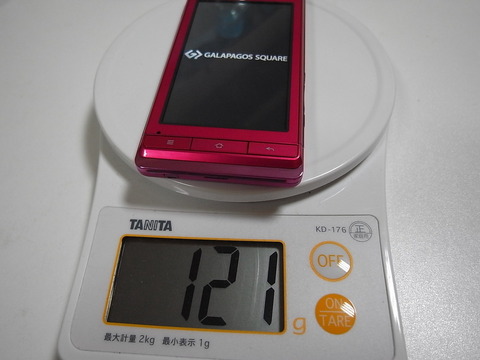 GALAPAGOS SQUARE
TANITA
KD-176
正
OFF
121 g
ON
TARE
最大計量 2kg 最小表示 1g